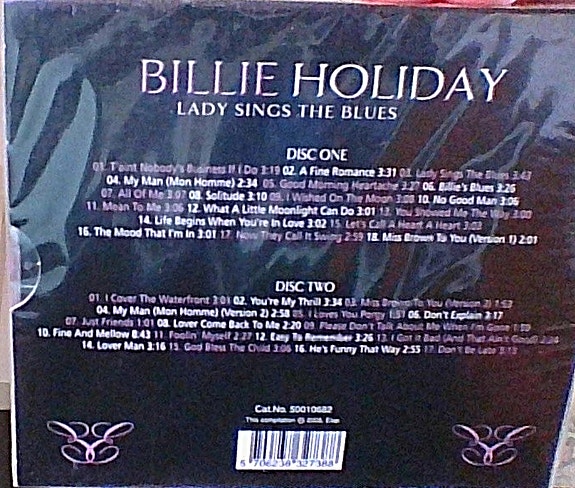 BILLIE HOLIDAY
LADY SINGS THE BLUES
DISC ONE
01. T'aint Nobody's Business If I Do 3:19 02. A Fine Romance 3:31 03. Lady Sings The Blues 3:43
04. My Man (Mon Homme) 2:34 05. Good Morning Heartache 3:27 06. Billie's Blues 3:26
07. All Of Me 3:07 08. Solitude 3:10 09. I Wished On The Moon 3:08 10. No Good Man 3:06
11. Mean To Me 3:06 12. What A Little Moonlight Can Do 3:01 13. You Showed Me The Way 3:00
14. Life Begins When You're In Love 3:02 15. Let's Call A Heart A Heart 3:03
16. The Mood That I'm In 3:01 17. Now They Call It Swing 2:59 18. Miss Brown To You (Version 1) 2:01
DISC TWO
01. I Cover The Waterfront 3:01 02. You're My Thrill 3:34 03. Miss Brown To You (Version 2) 1:53
04. My Man (Mon Homme) (Version 2) 2:58 05. I Loves You Porgy 1:51 06. Don't Explain 3:17
07. Just Friends 1:01 08. Lover Come Back To Me 2:20 09. Please Don't Talk About Me When I'm Gone 1:59
10. Fine And Mellow 8:43 11. Foolin' Myself 2:27 12. Easy To Remember 3:26 13. I Got It Bad (And That Ain't Good) 2:24
14. Lover Man 3:16 15. God Bless The Child 3:06 16. He's Funny That Way 2:55 17. Don't Be Late
Cat.No. 50010682
This compilation
5 706238 327388